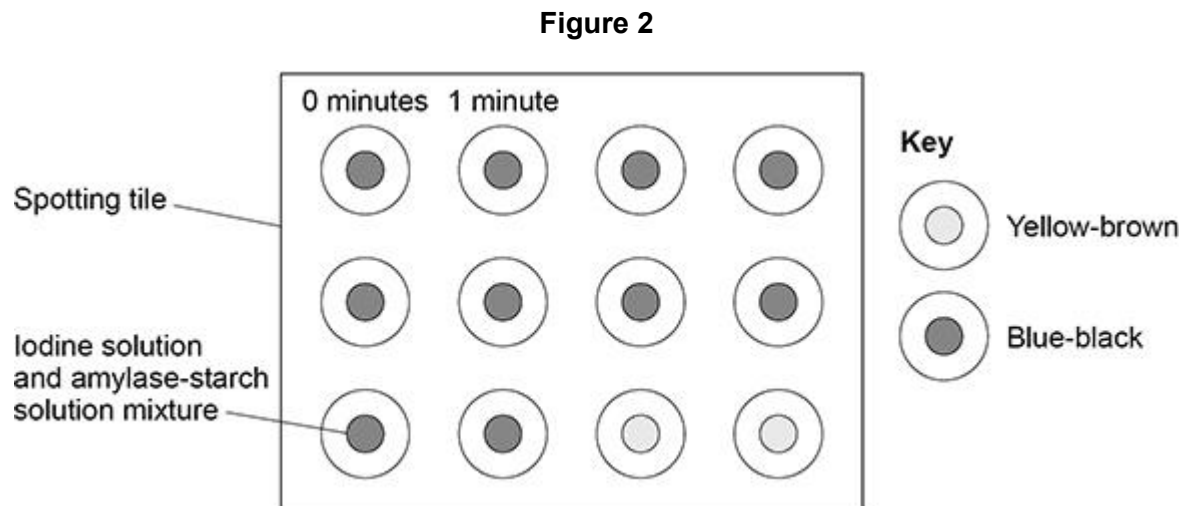 Figure 2
0 minutes 1 minute
Key
Spotting tile
Yellow-brown
Iodine solution
and amylase-starch
solution mixture
Blue-black